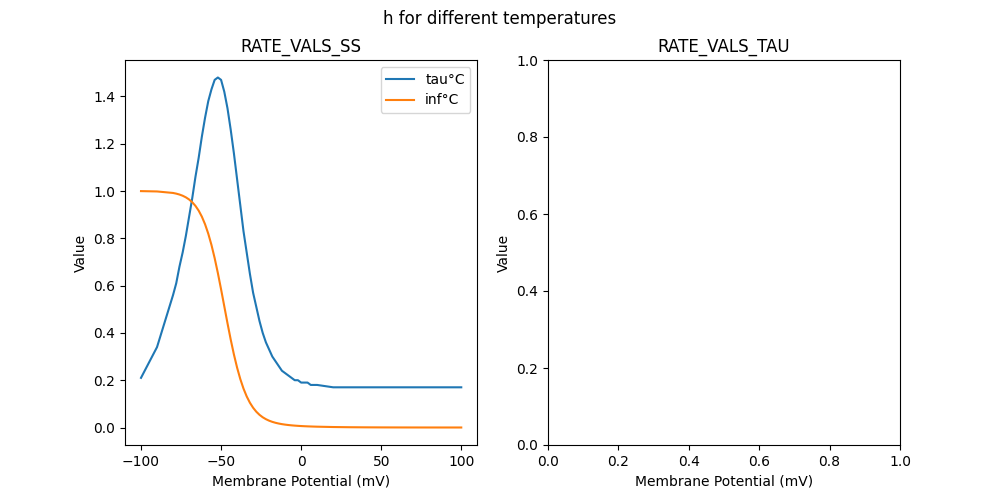 h for different temperatures
RATE_VALS_SS
1.4
1.2
1.0
0.8
0.6
0.4
0.2
0.0
Value
tau°C
inf°C
−100
−50
0
50
100
Membrane Potential (mV)
RATE_VALS_TAU
1.0
0.8
0.6
0.4
0.2
0.0
Value
0.0
0.2
0.4
0.6
0.8
1.0
Membrane Potential (mV)